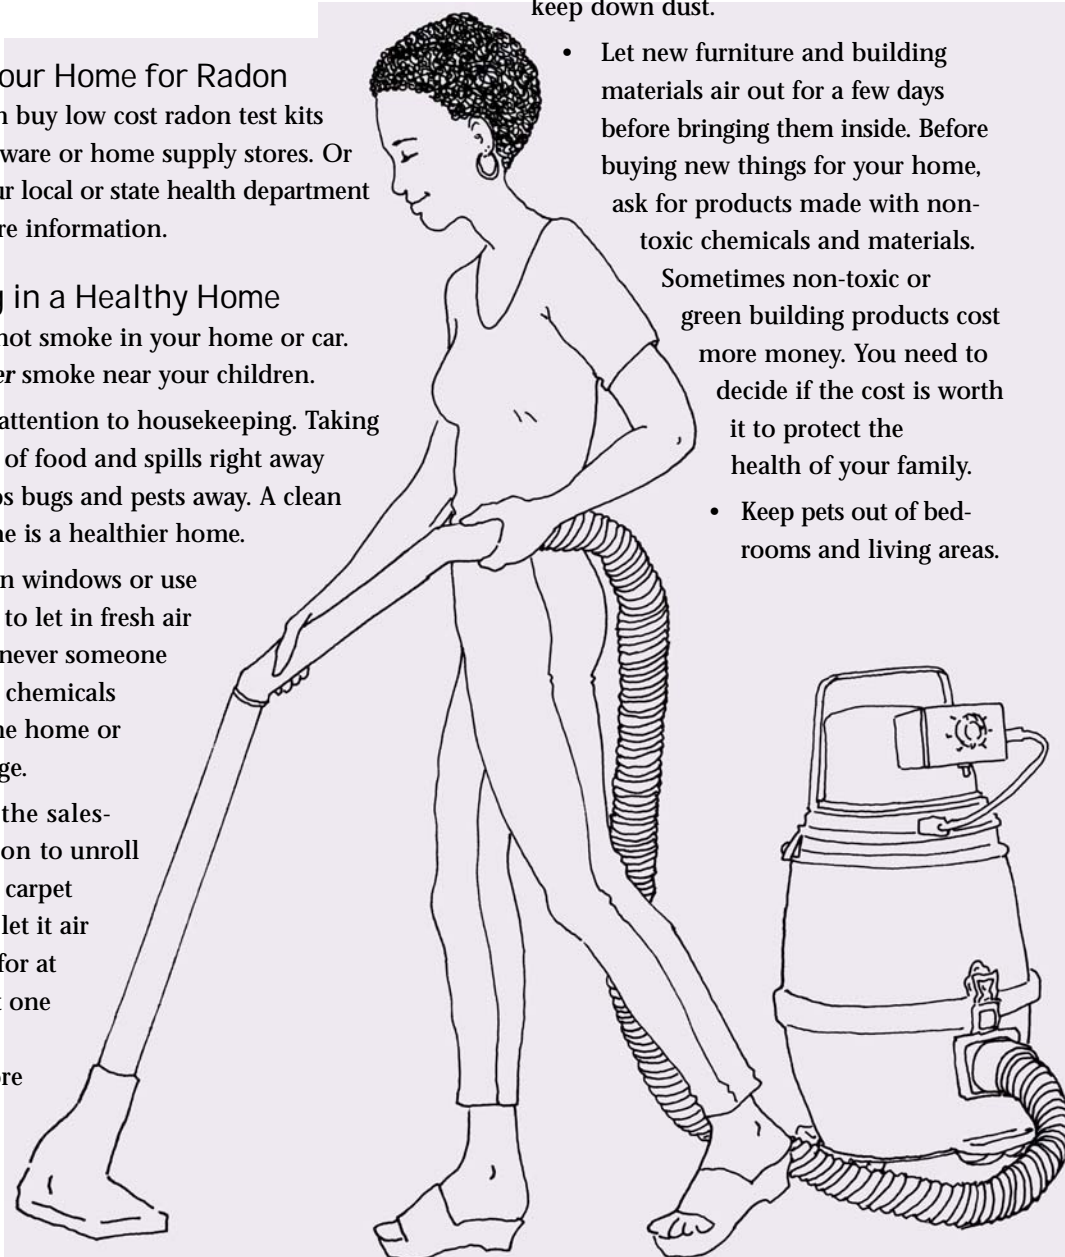 our Home for Radon
n buy low cost radon test kits
ware or home supply stores. Or
ur local or state health department
re information.
g in a Healthy Home
not smoke in your home or car.
er smoke near your children.
attention to housekeeping. Taking
of food and spills right away
ps bugs and pests away. A clean
ne is a healthier home.
n windows or use
to let in fresh air
never someone
chemicals
he home or
ge.
the sales-
on to unroll
carpet
let it air
for at
t one
re
keep down dust.
• Let new furniture and building
materials air out for a few days
before bringing them inside. Before
buying new things for your home,
ask for products made with non-
toxic chemicals and materials.
Sometimes non-toxic or
green building products cost
more money. You need to
decide if the cost is worth
it to protect the
health of your family.
• Keep pets out of bed-
rooms and living areas.